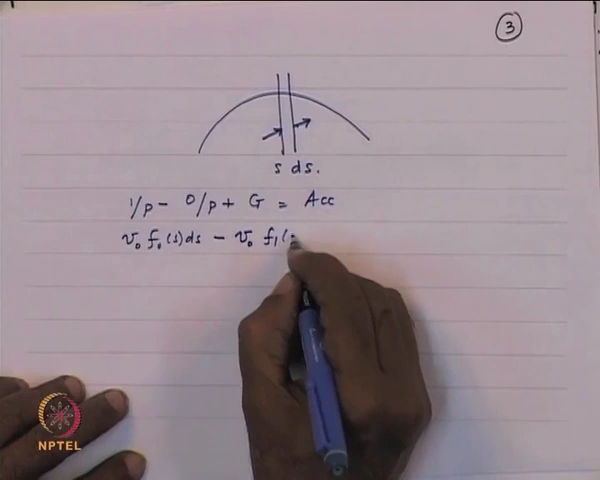 3
s ds.
I/p - O/p + G = Acc
v₀ f₀(s)ds - v₀ f₁(
NPTEL